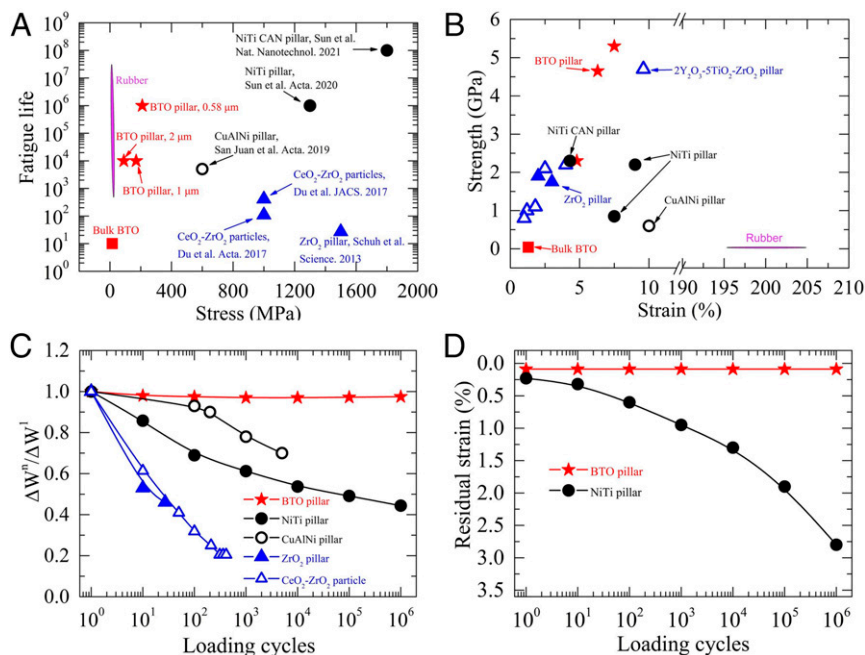 A
Fatigue life
10⁹
10⁸
10⁷
10⁶
10⁵
10⁴
10³
10²
10¹
10⁰
NiTi CAN pillar, Sun et al.
Nat. Nanotechnol. 2021
NiTi pillar,
Sun et al. Acta. 2020
Rubber
BTO pillar, 0.58 μm
BTO pillar, 2 μm
CuAlNi pillar,
San Juan et al. Acta. 2019
BTO pillar, 1 μm
CeO₂-ZrO₂ particles,
Du et al. JACS. 2017
Bulk BTO
CeO₂-ZrO₂ particles,
Du et al. Acta. 2017
ZrO₂ pillar, Schuh et al.
Science. 2013
0 400 800 1200 1600 2000
Stress (MPa)
B
Strength (GPa)
6
5
4
3
2
1
0
BTO pillar
2Y₂O₃-5TiO₂-ZrO₂ pillar
NiTi CAN pillar
NiTi pillar
ZrO₂ pillar
CuAlNi pillar
Rubber
Bulk BTO
0 5 10 190 195 200 205 210
Strain (%)
C
ΔWⁿ/ΔW¹
1.2
1.0
0.8
0.6
0.4
0.2
0.0
BTO pillar
NiTi pillar
CuAlNi pillar
ZrO₂ pillar
CeO₂-ZrO₂ particle
10⁰ 10¹ 10² 10³ 10⁴ 10⁵ 10⁶
Loading cycles
D
Residual strain (%)
0.0
0.5
1.0
1.5
2.0
2.5
3.0
3.5
BTO pillar
NiTi pillar
10⁰ 10¹ 10² 10³ 10⁴ 10⁵ 10⁶
Loading cycles